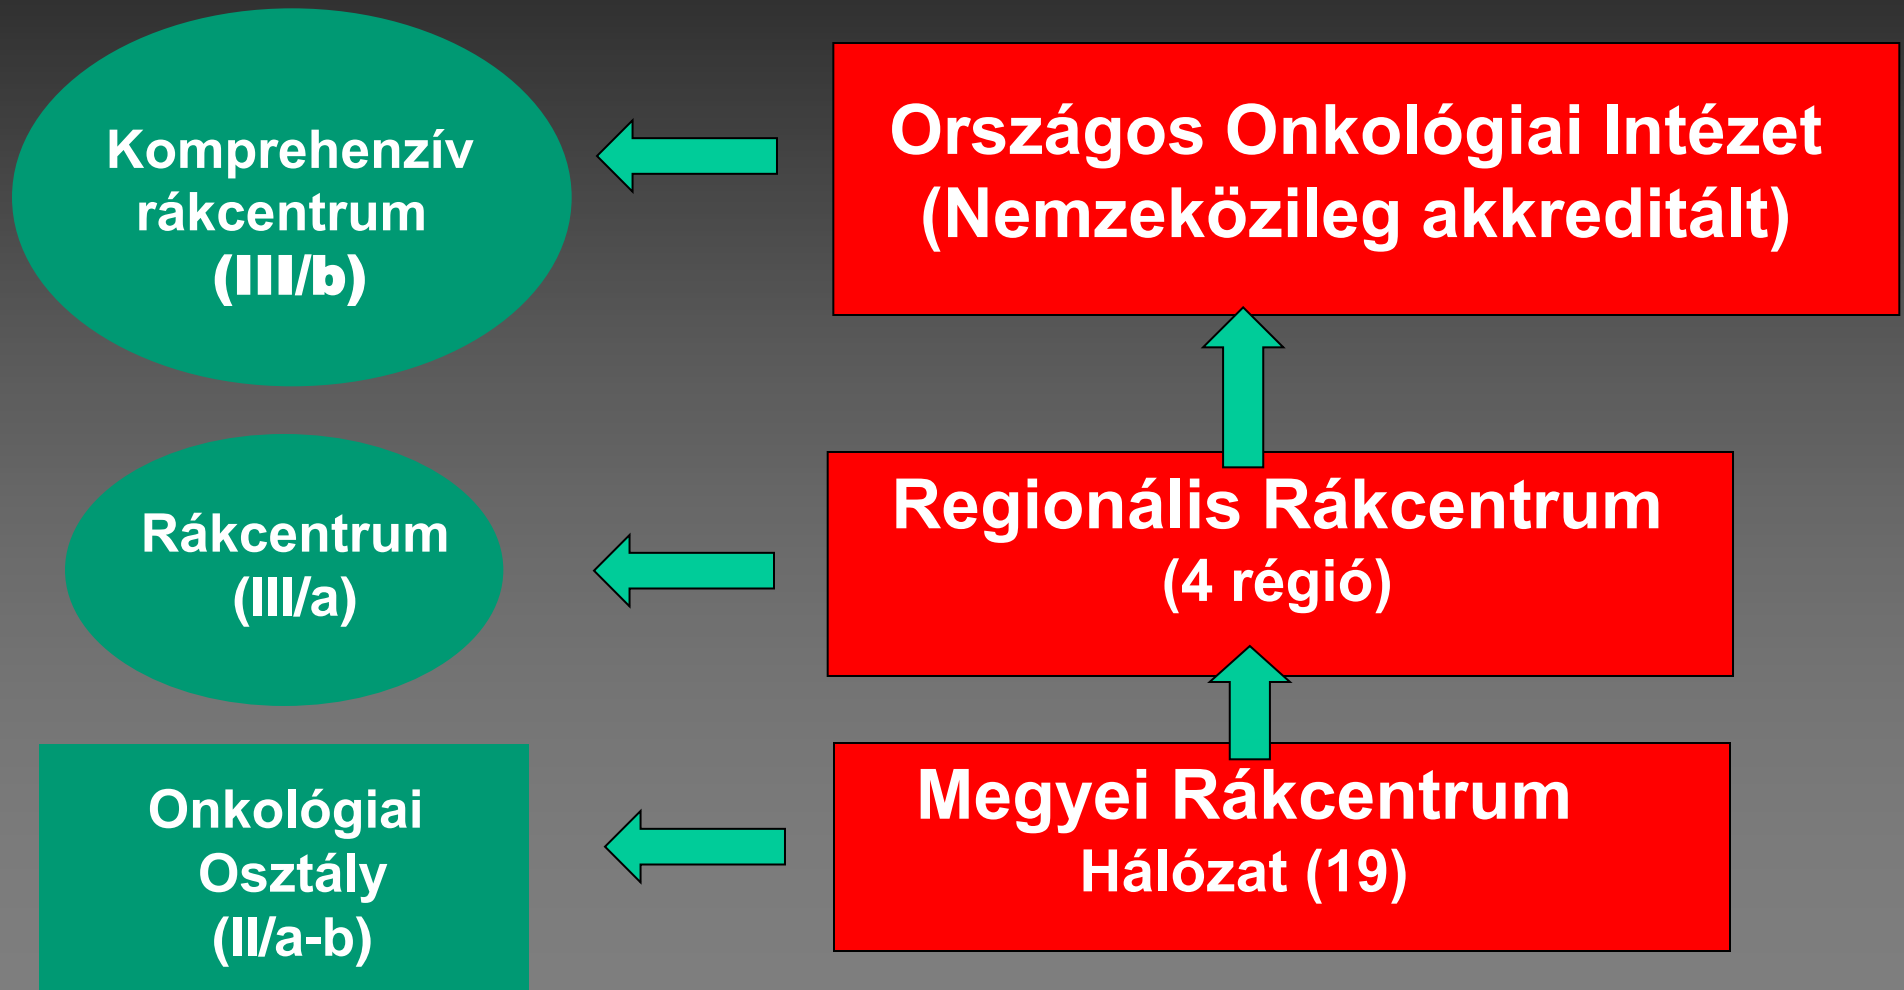 Komprehenzív
rákcentrum
(III/b)
Országos Onkológiai Intézet
(Nemzeközileg akkreditált)
Rákcentrum
(III/a)
Regionális Rákcentrum
(4 régió)
Onkológiai
Osztály
(II/a-b)
Megyei Rákcentrum
Hálózat (19)